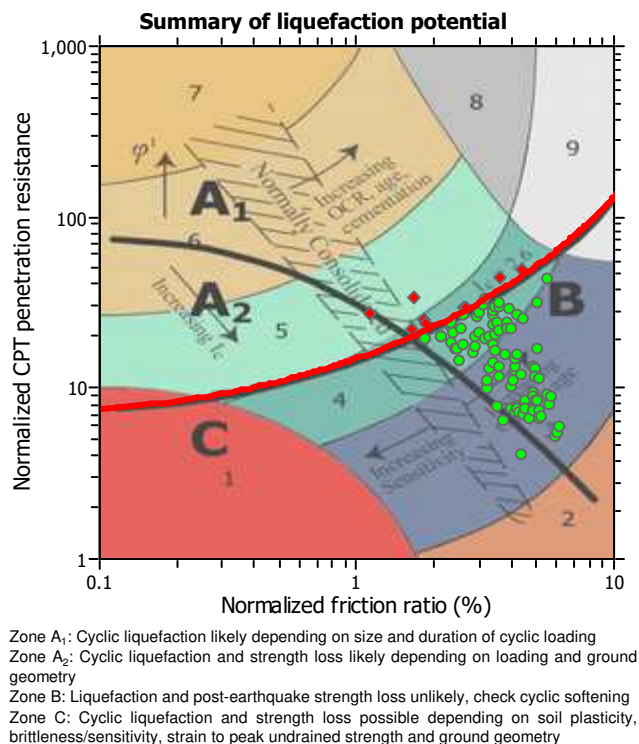 Summary of liquefaction potential
1,000
7
8
9
φ'
A1
Increasing
OCR, age,
cementation
Normally Consolidated
100
6
A2
Increasing Ic
5
B
10
4
C
1
Increasing
Sensitivity
2
1
0.1
1
10
Normalized CPT penetration resistance
Normalized friction ratio (%)
Zone A1: Cyclic liquefaction likely depending on size and duration of cyclic loading
Zone A2: Cyclic liquefaction and strength loss likely depending on loading and ground
geometry
Zone B: Liquefaction and post-earthquake strength loss unlikely, check cyclic softening
Zone C: Cyclic liquefaction and strength loss possible depending on soil plasticity,
brittleness/sensitivity, strain to peak undrained strength and ground geometry